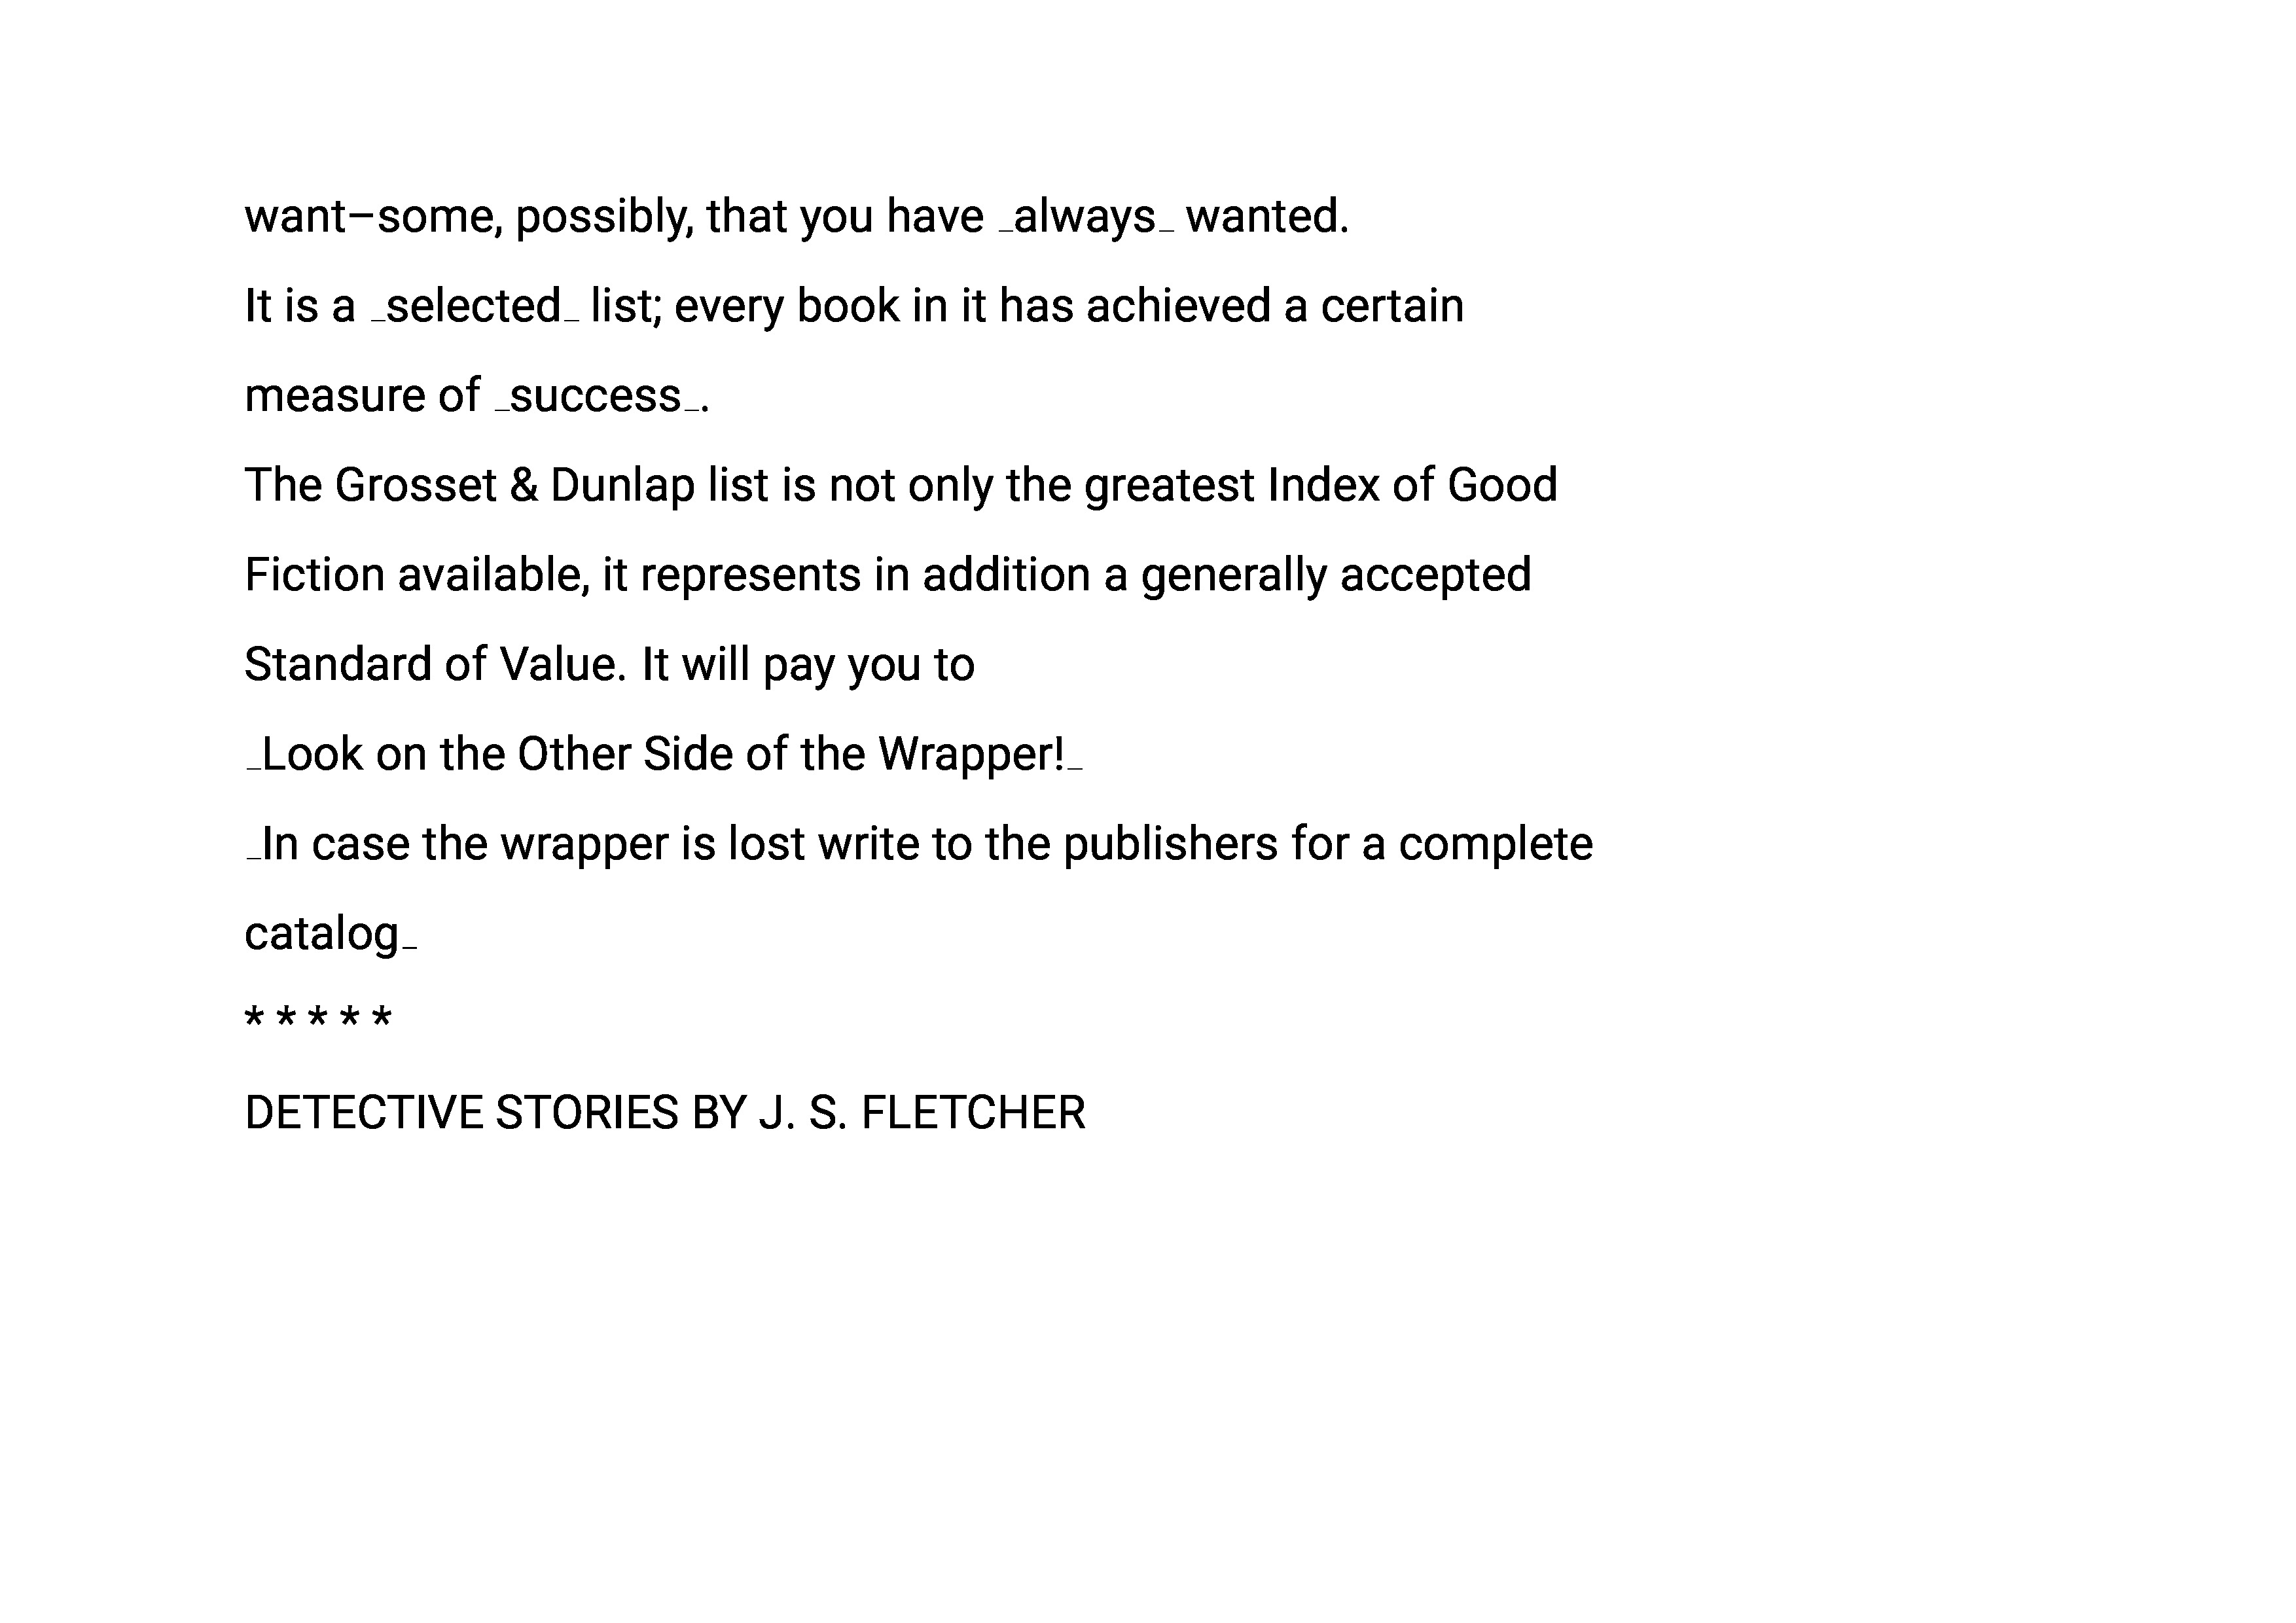 want–some, possibly, that you have _always_ wanted.
It is a _selected_ list; every book in it has achieved a certain
measure of _success_.
The Grosset & Dunlap list is not only the greatest Index of Good
Fiction available, it represents in addition a generally accepted
Standard of Value. It will pay you to
_Look on the Other Side of the Wrapper!_
_In case the wrapper is lost write to the publishers for a complete
catalog_
* * * * *
DETECTIVE STORIES BY J. S. FLETCHER